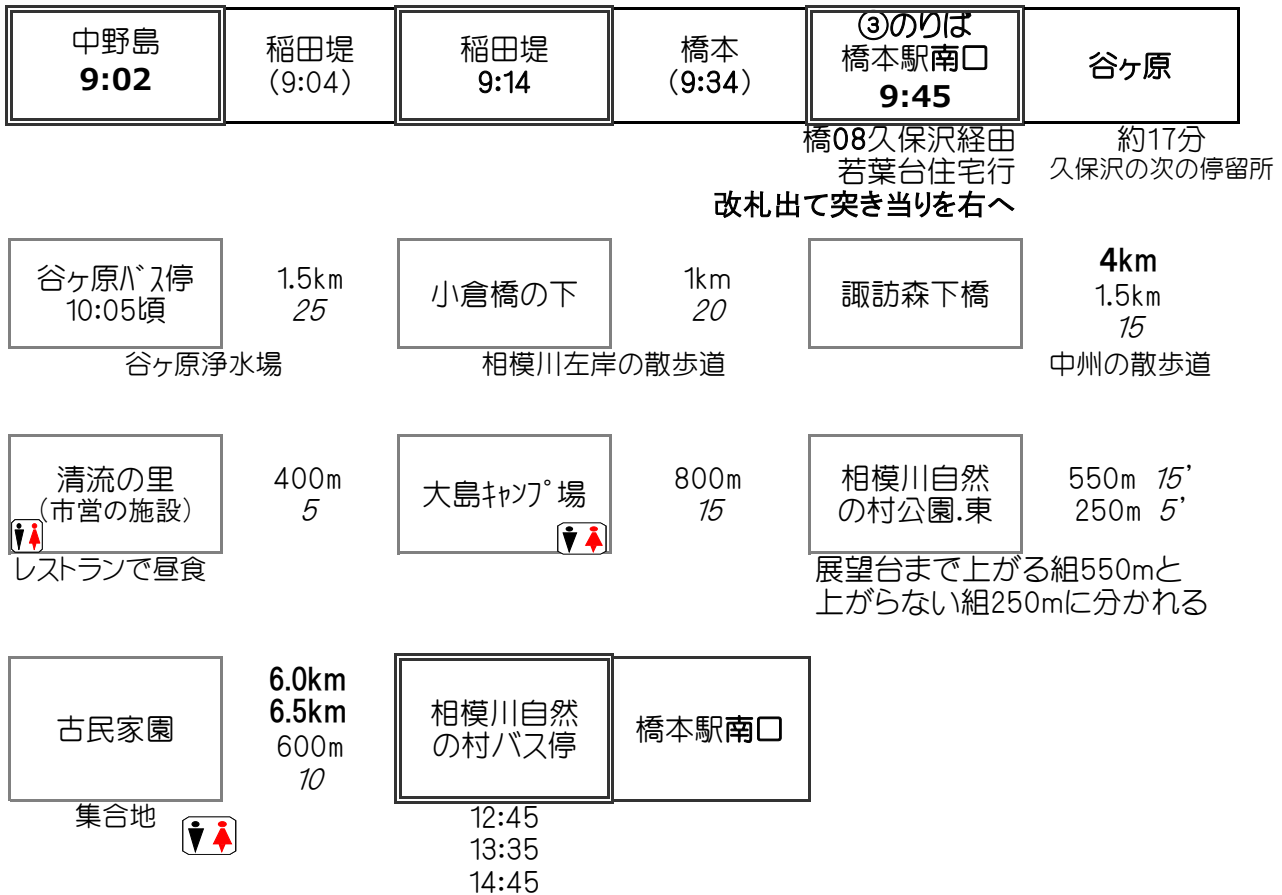 中野島
9:02
稲田堤
(9:04)
稲田堤
9:14
橋本
(9:34)
③のりば
橋本駅南口
9:45
谷ヶ原
橋08久保沢経由
若葉台住宅行
改札出て突き当りを右へ
約17分
久保沢の次の停留所
谷ヶ原ﾊﾞｽ停
10:05頃
1.5km
25
小倉橋の下
1km
20
諏訪森下橋
4km
1.5km
15
谷ヶ原浄水場
相模川左岸の散歩道
中州の散歩道
清流の里
(市営の施設)
400m
5
大島ｷｬﾝﾌﾟ場
800m
15
相模川自然
の村公園.東
550m 15’
250m 5’
レストランで昼食
展望台まで上がる組550mと
上がらない組250mに分かれる
古民家園
6.0km
6.5km
600m
10
相模川自然
の村バス停
橋本駅南口
集合地
12:45
13:35
14:45